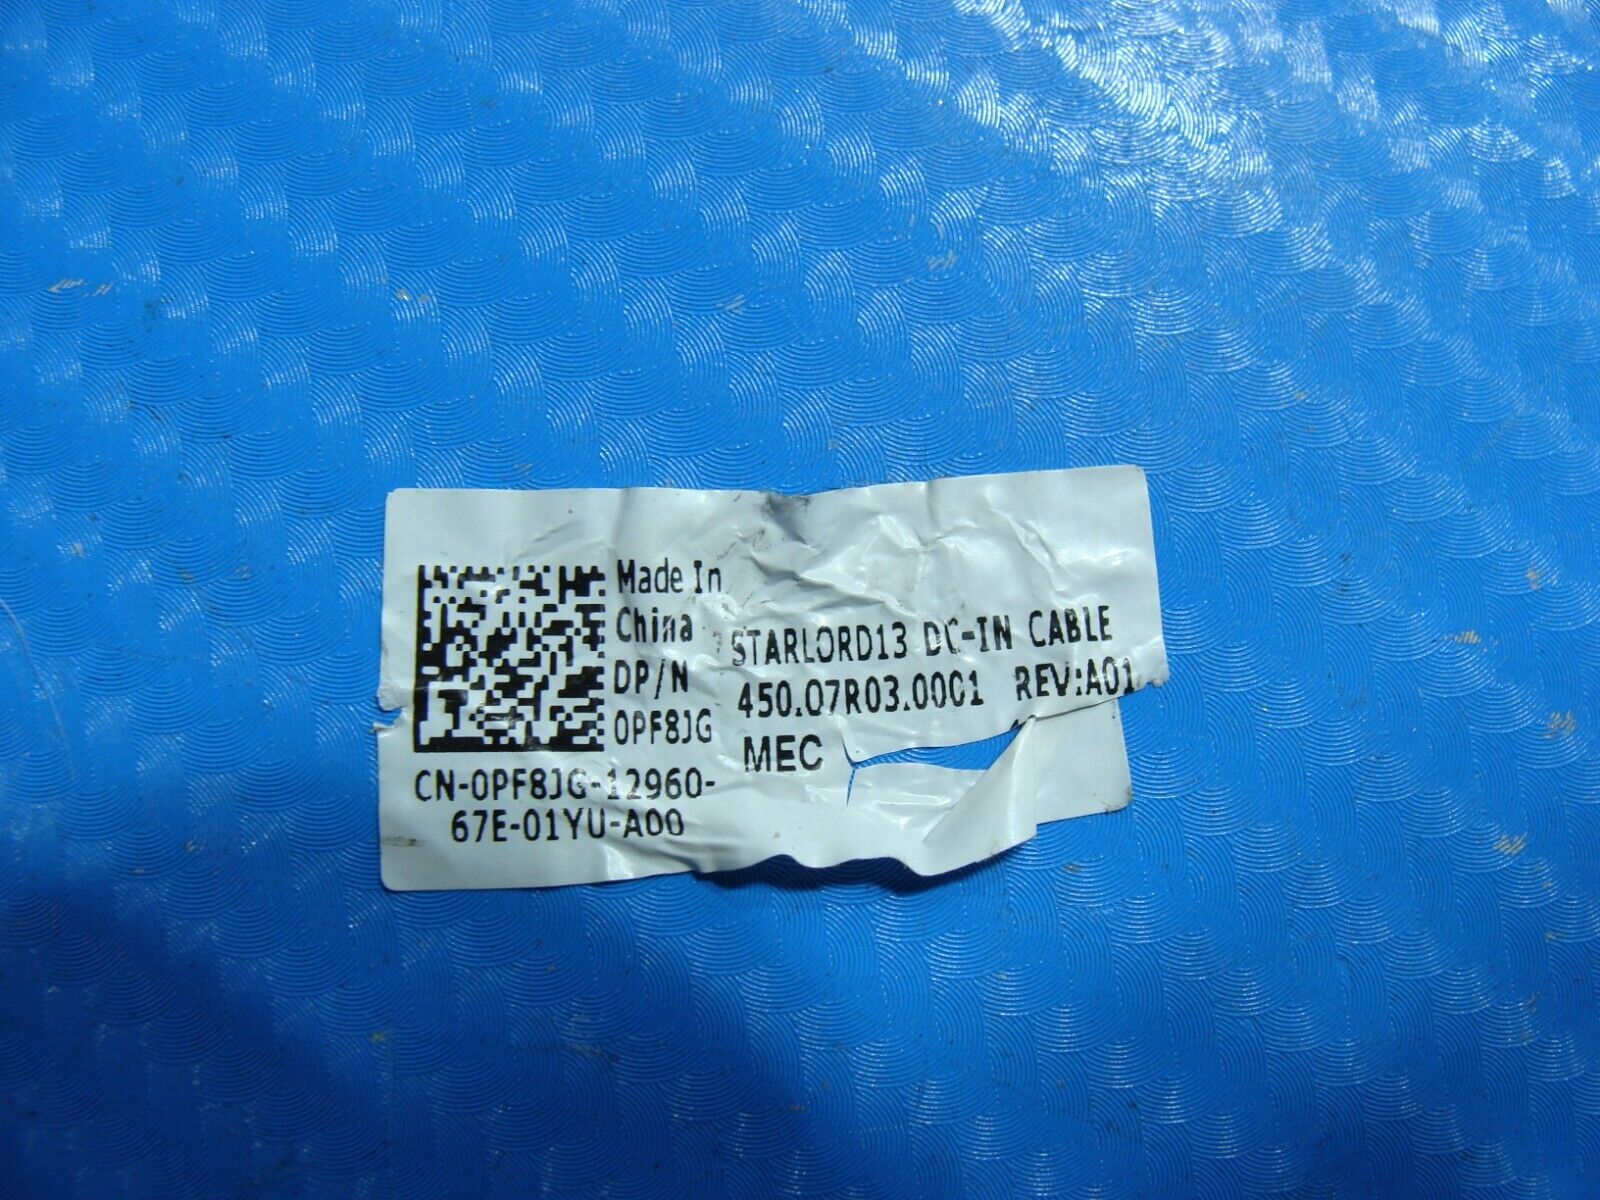 Made In
China
DP/N
0PF8JG
CN-0PF8JG-12960-
67E-01YU-A00
STARLORD13 DC-IN CABLE
450.07R03.0001 REV:A01
MEC